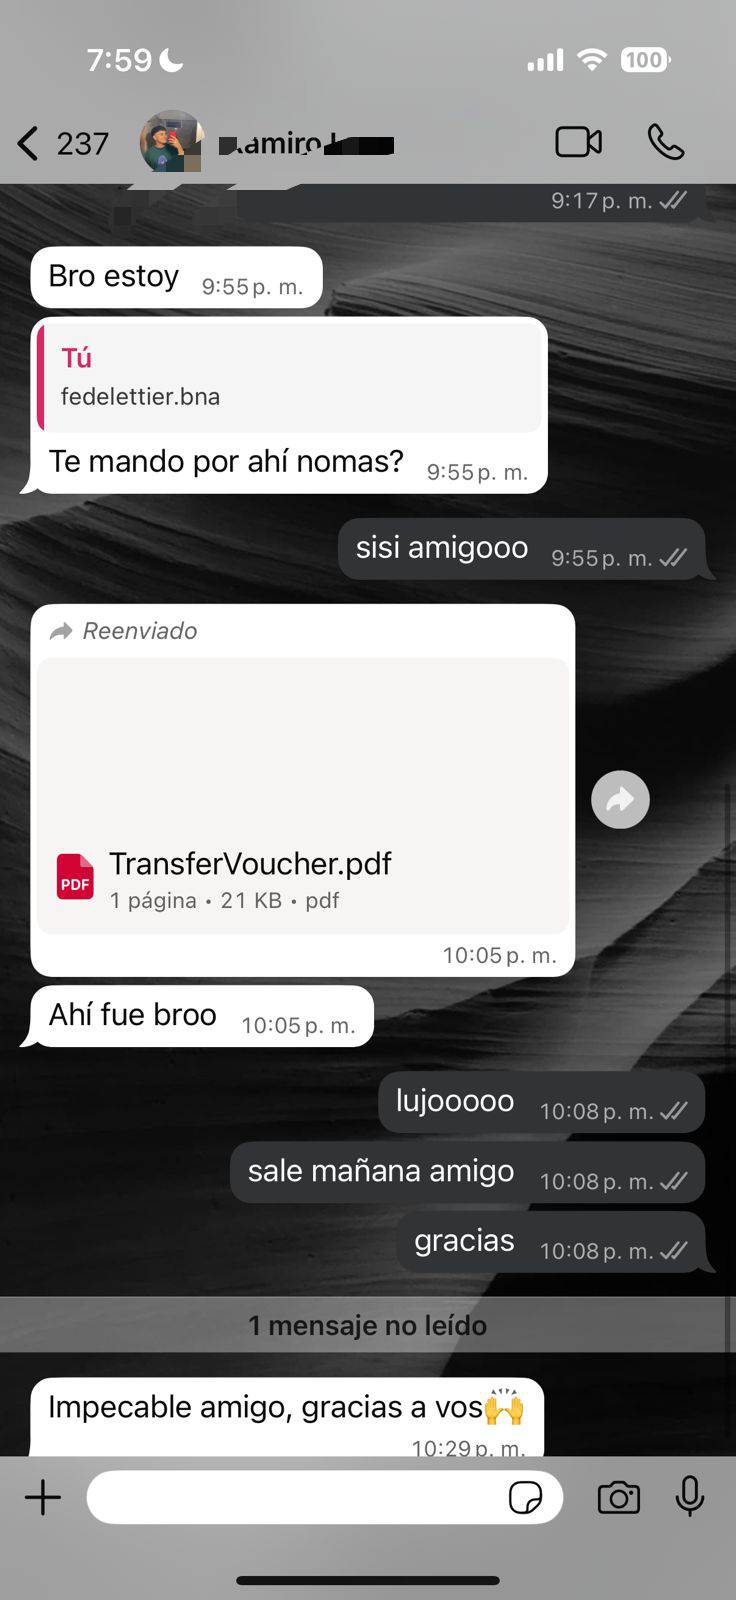 7:59
100
237
9:17 p. m.
Bro estoy 9:55 p. m.
Tú
fedelettier.bna
Te mando por ahí nomas? 9:55 p. m.
sisi amigooo 9:55 p. m.
Reenviado
TransferVoucher.pdf
PDF
1 página • 21 KB • pdf
10:05 p. m.
Ahí fue broo 10:05 p. m.
lujooooo 10:08 p. m.
sale mañana amigo 10:08 p. m.
gracias 10:08 p. m.
1 mensaje no leído
Impecable amigo, gracias a vos🙌
10:29 p. m.